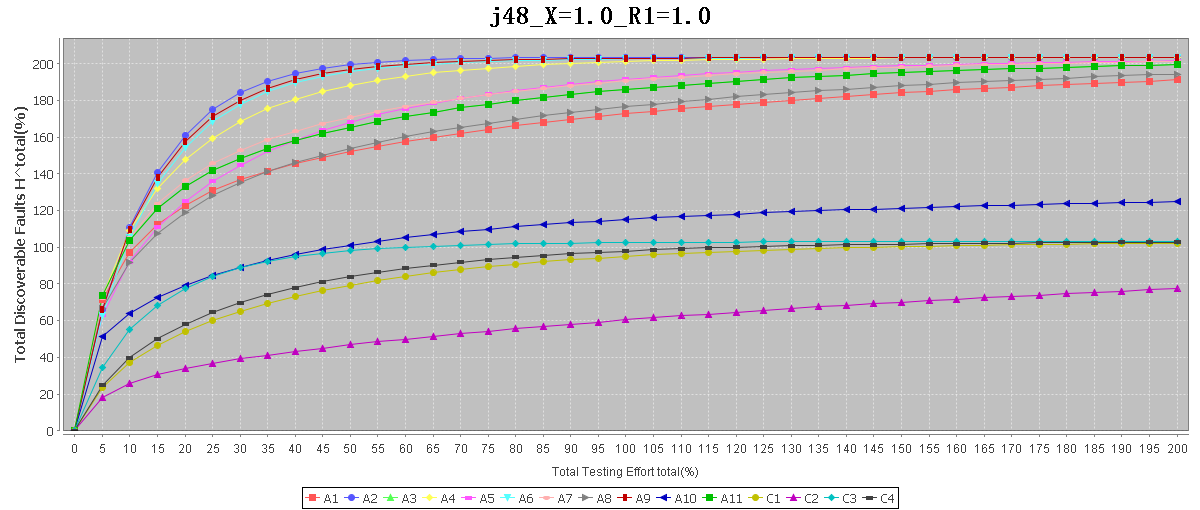 j48_X=1.0_R1=1.0
Total Discoverable Faults H^total(%)
200
180
160
140
120
100
80
60
40
20
0
0 5 10 15 20 25 30 35 40 45 50 55 60 65 70 75 80 85 90 95 100 105 110 115 120 125 130 135 140 145 150 155 160 165 170 175 180 185 190 195 200
Total Testing Effort total(%)
A1 A2 A3 A4 A5 A6 A7 A8 A9 A10 A11 C1 C2 C3 C4